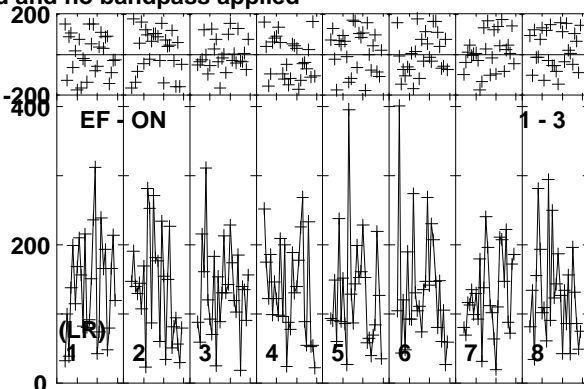 d and no bandpass applied
200
-200
400
EF - ON 1 - 3
200
(LR)
1 2 3 4 5 6 7 8
0